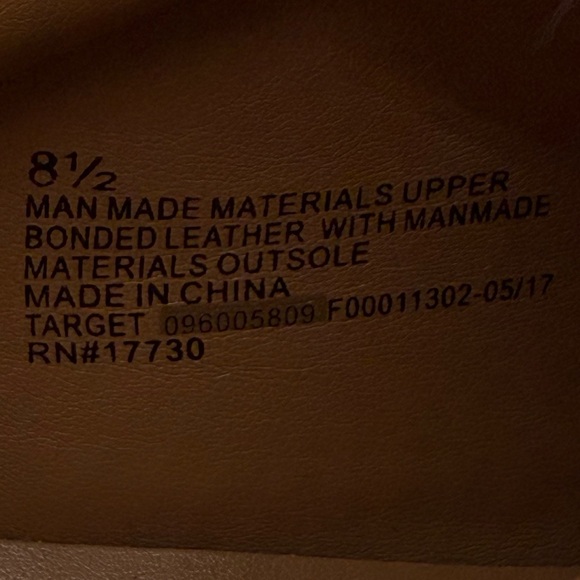 8½
MAN MADE MATERIALS UPPER
BONDED LEATHER WITH MANMADE
MATERIALS OUTSOLE
MADE IN CHINA
TARGET 096005809 F00011302-05/17
RN#17730